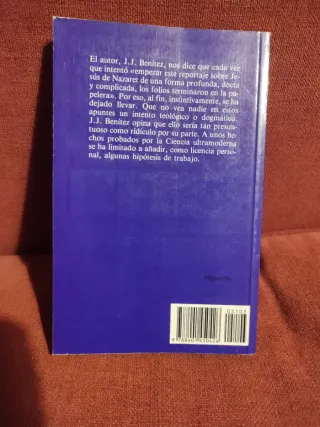 El autor, J.J. Benítez, nos dice que cada vez
que intentó «empezar este reportaje sobre Je-
sús de Nazaret de una forma profunda, docta
y complicada, los folios terminaron en la pa-
pelera». Por eso, al fin, instintivamente, se ha
dejado llevar. Que no vea nadie en estos
apuntes un intento teológico o dogmático.
J.J. Benítez opina que ello sería tan presun-
tuoso como ridículo por su parte. A unos he-
chos probados por la Ciencia ultramoderna
se ha limitado a añadir, como licencia perso-
nal, algunas hipótesis de trabajo.